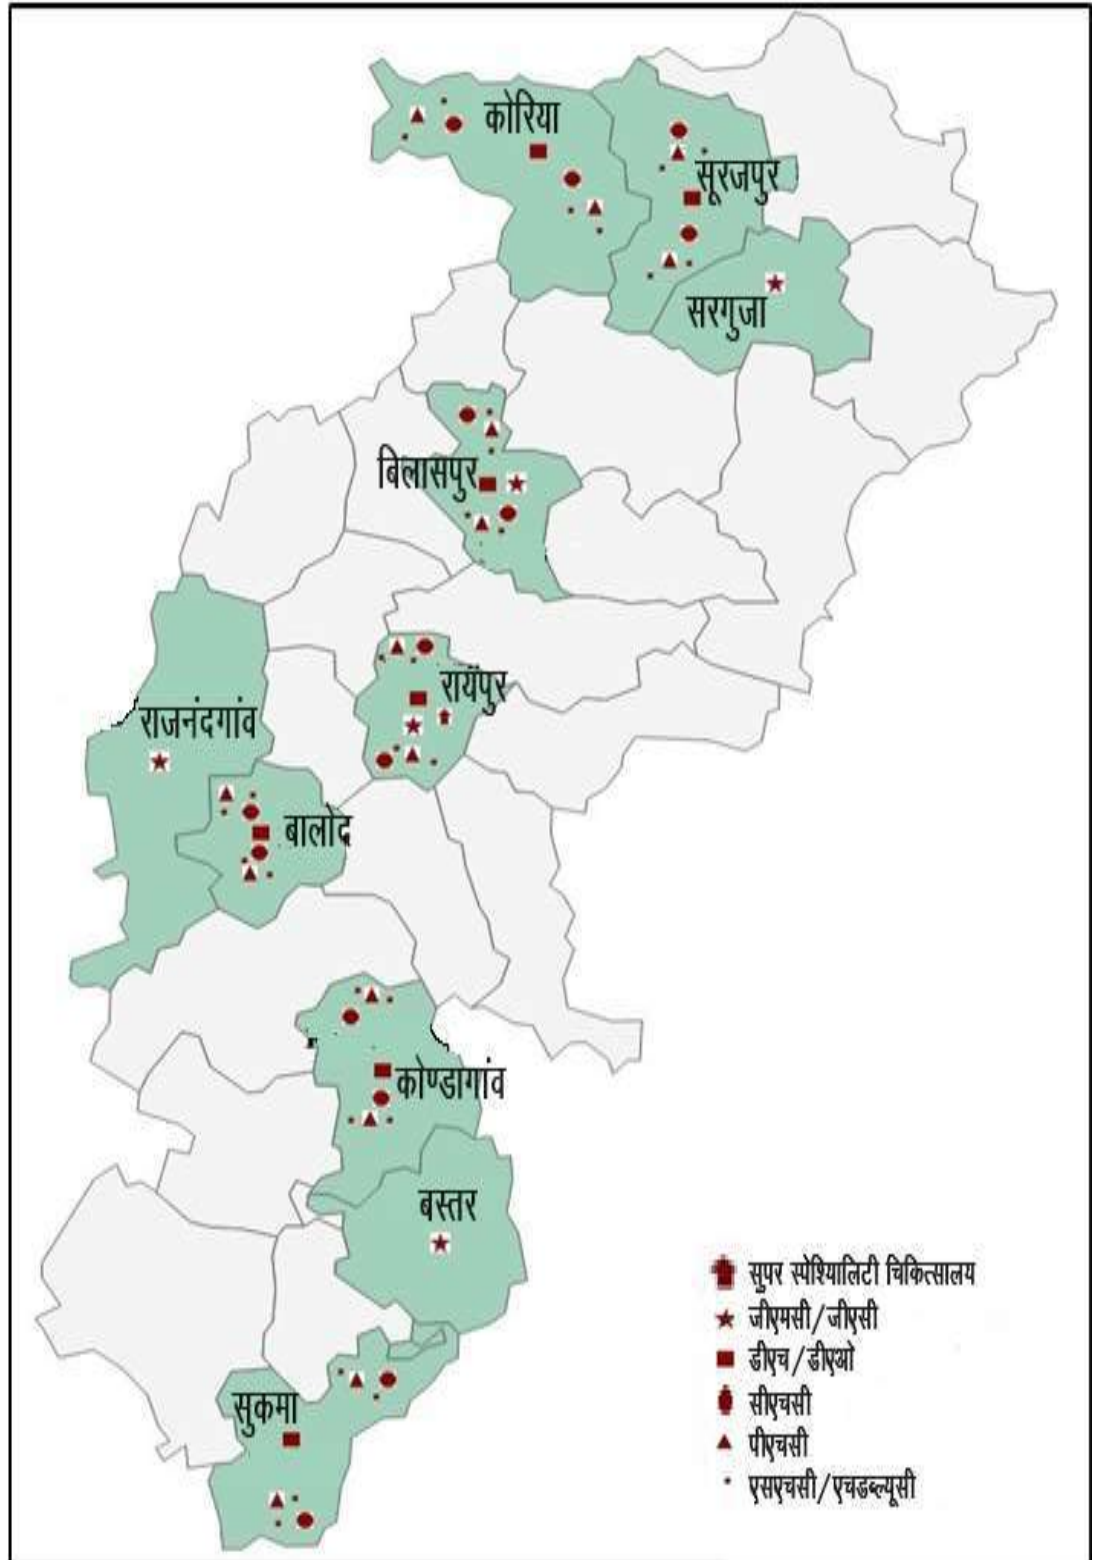 कोरिया
सूरजपुर
सरगुजा
बिलासपुर
रायपुर
राजनंदगांव
बालोद
कोण्डागांव
बस्तर
सुकमा
सुपर स्पेश्यिालिटी चिकित्सालय
जीएमसी/जीएसी
डीएच/डीएओ
सीएचसी
पीएचसी
एसएचसी/एचडब्ल्यूसी